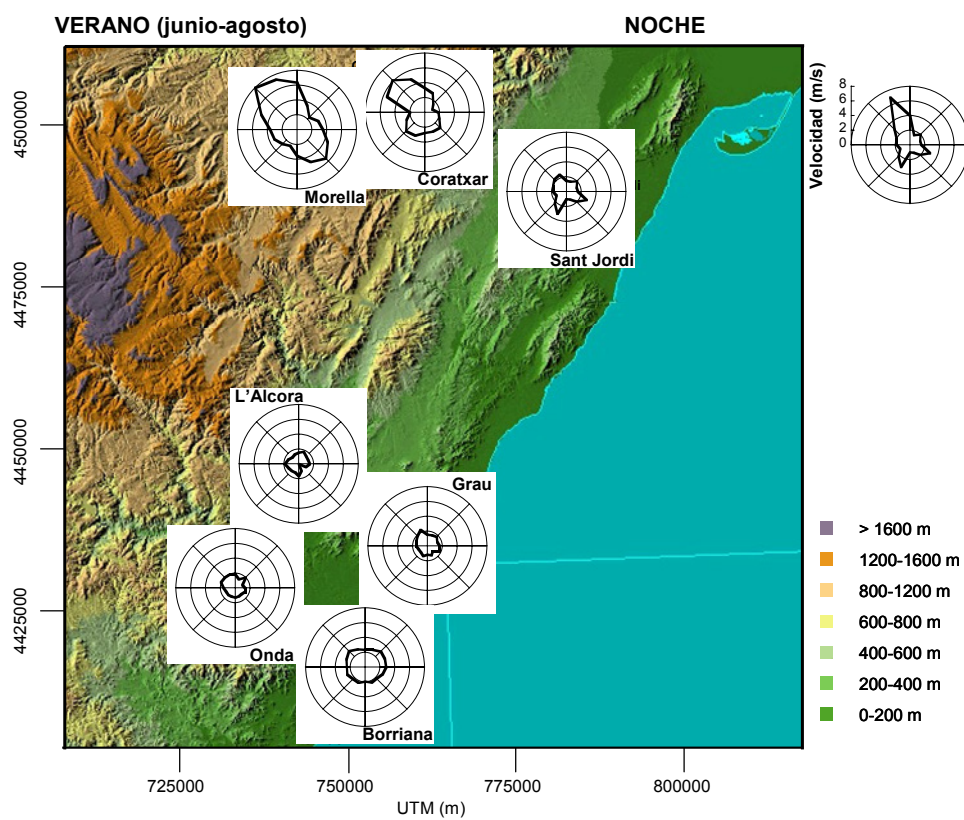 VERANO (junio-agosto)
NOCHE
Morella
Coratxar
Sant Jordi
L'Alcora
Grau
Onda
Borriana
4500000
4475000
4450000
4425000
725000
750000
775000
800000
UTM (m)
Velocidad (m/s)
8
6
4
2
0
> 1600 m
1200-1600 m
800-1200 m
600-800 m
400-600 m
200-400 m
0-200 m